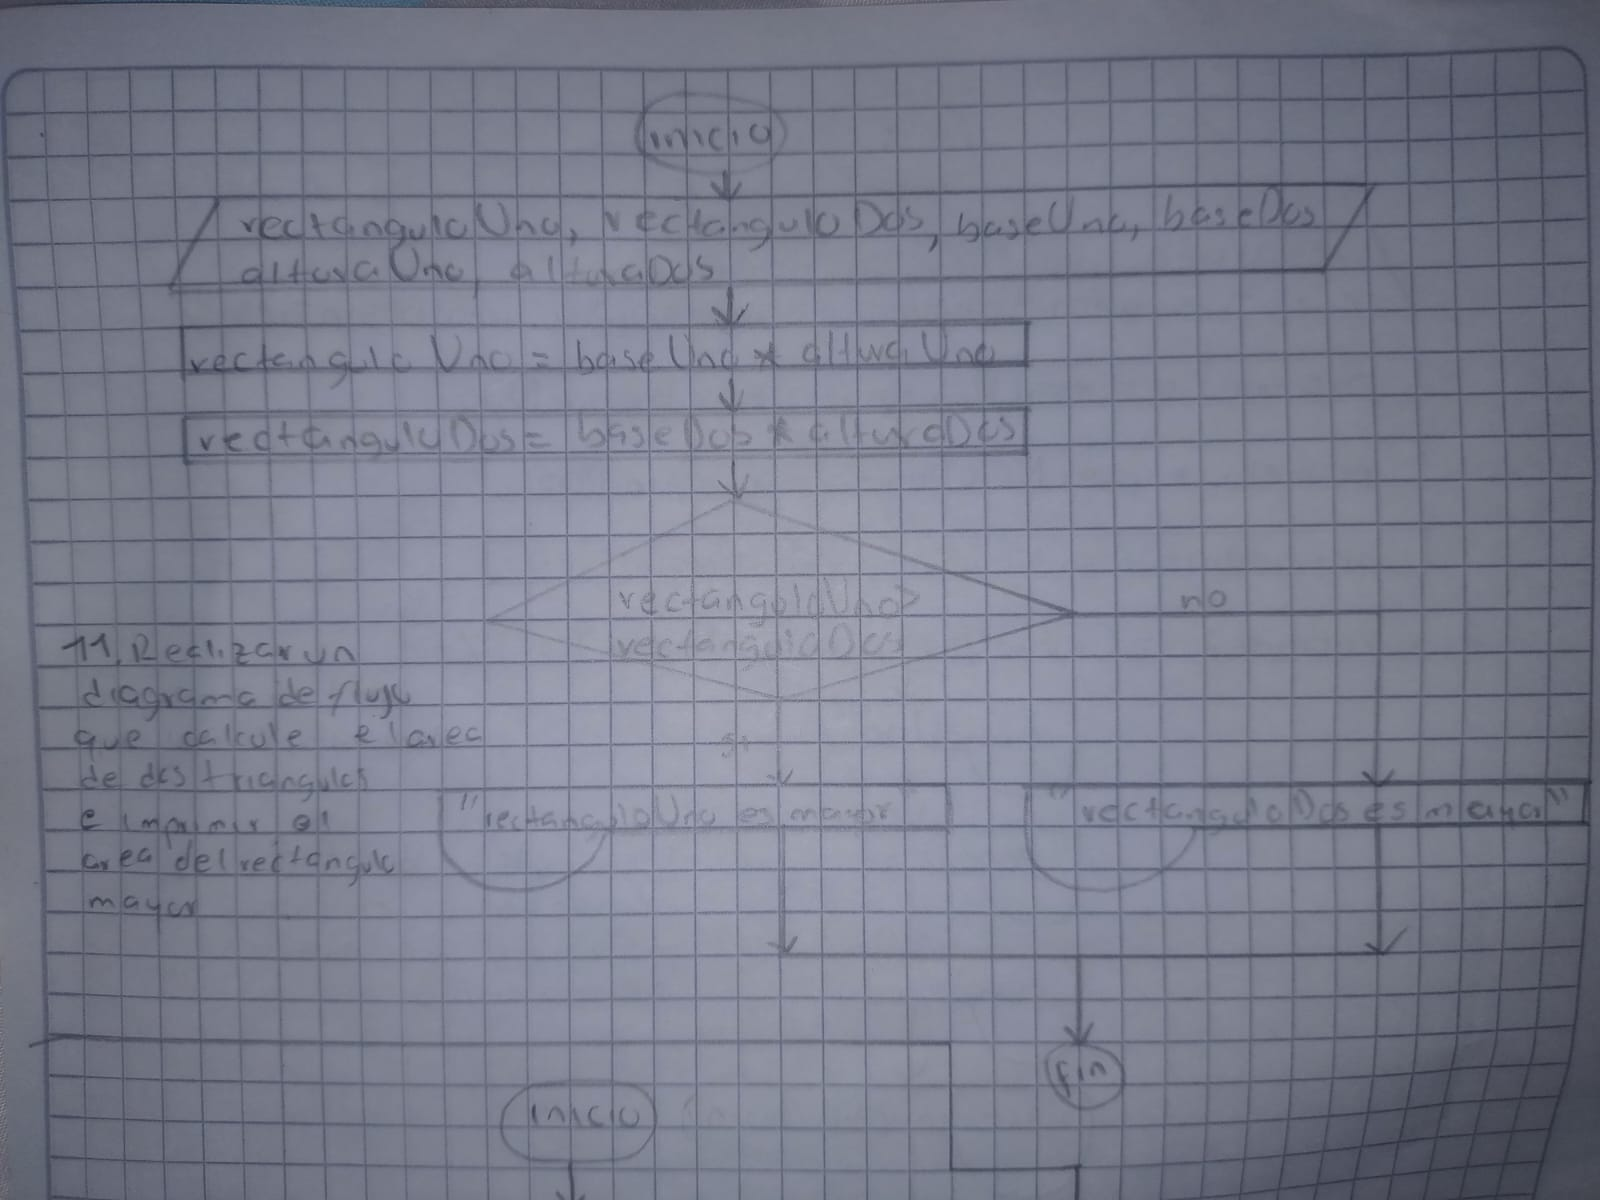 inicio
rectanguloUno, rectanguloDos, baseUno, baseDos
alturaUno, alturaDos
rectangulo Uno = baseUno * alturaUno
rectanguloDos = baseDos * alturaDos
rectanguloUno>
rectanguloDos
no
si
11. Realizar un
diagrama de flujo
que calcule el area
de dos triangulos
e imprimir el
area del rectangulo
mayor
"rectanguloUno es mayor"
"rectanguloDos es mayor"
fin
inicio